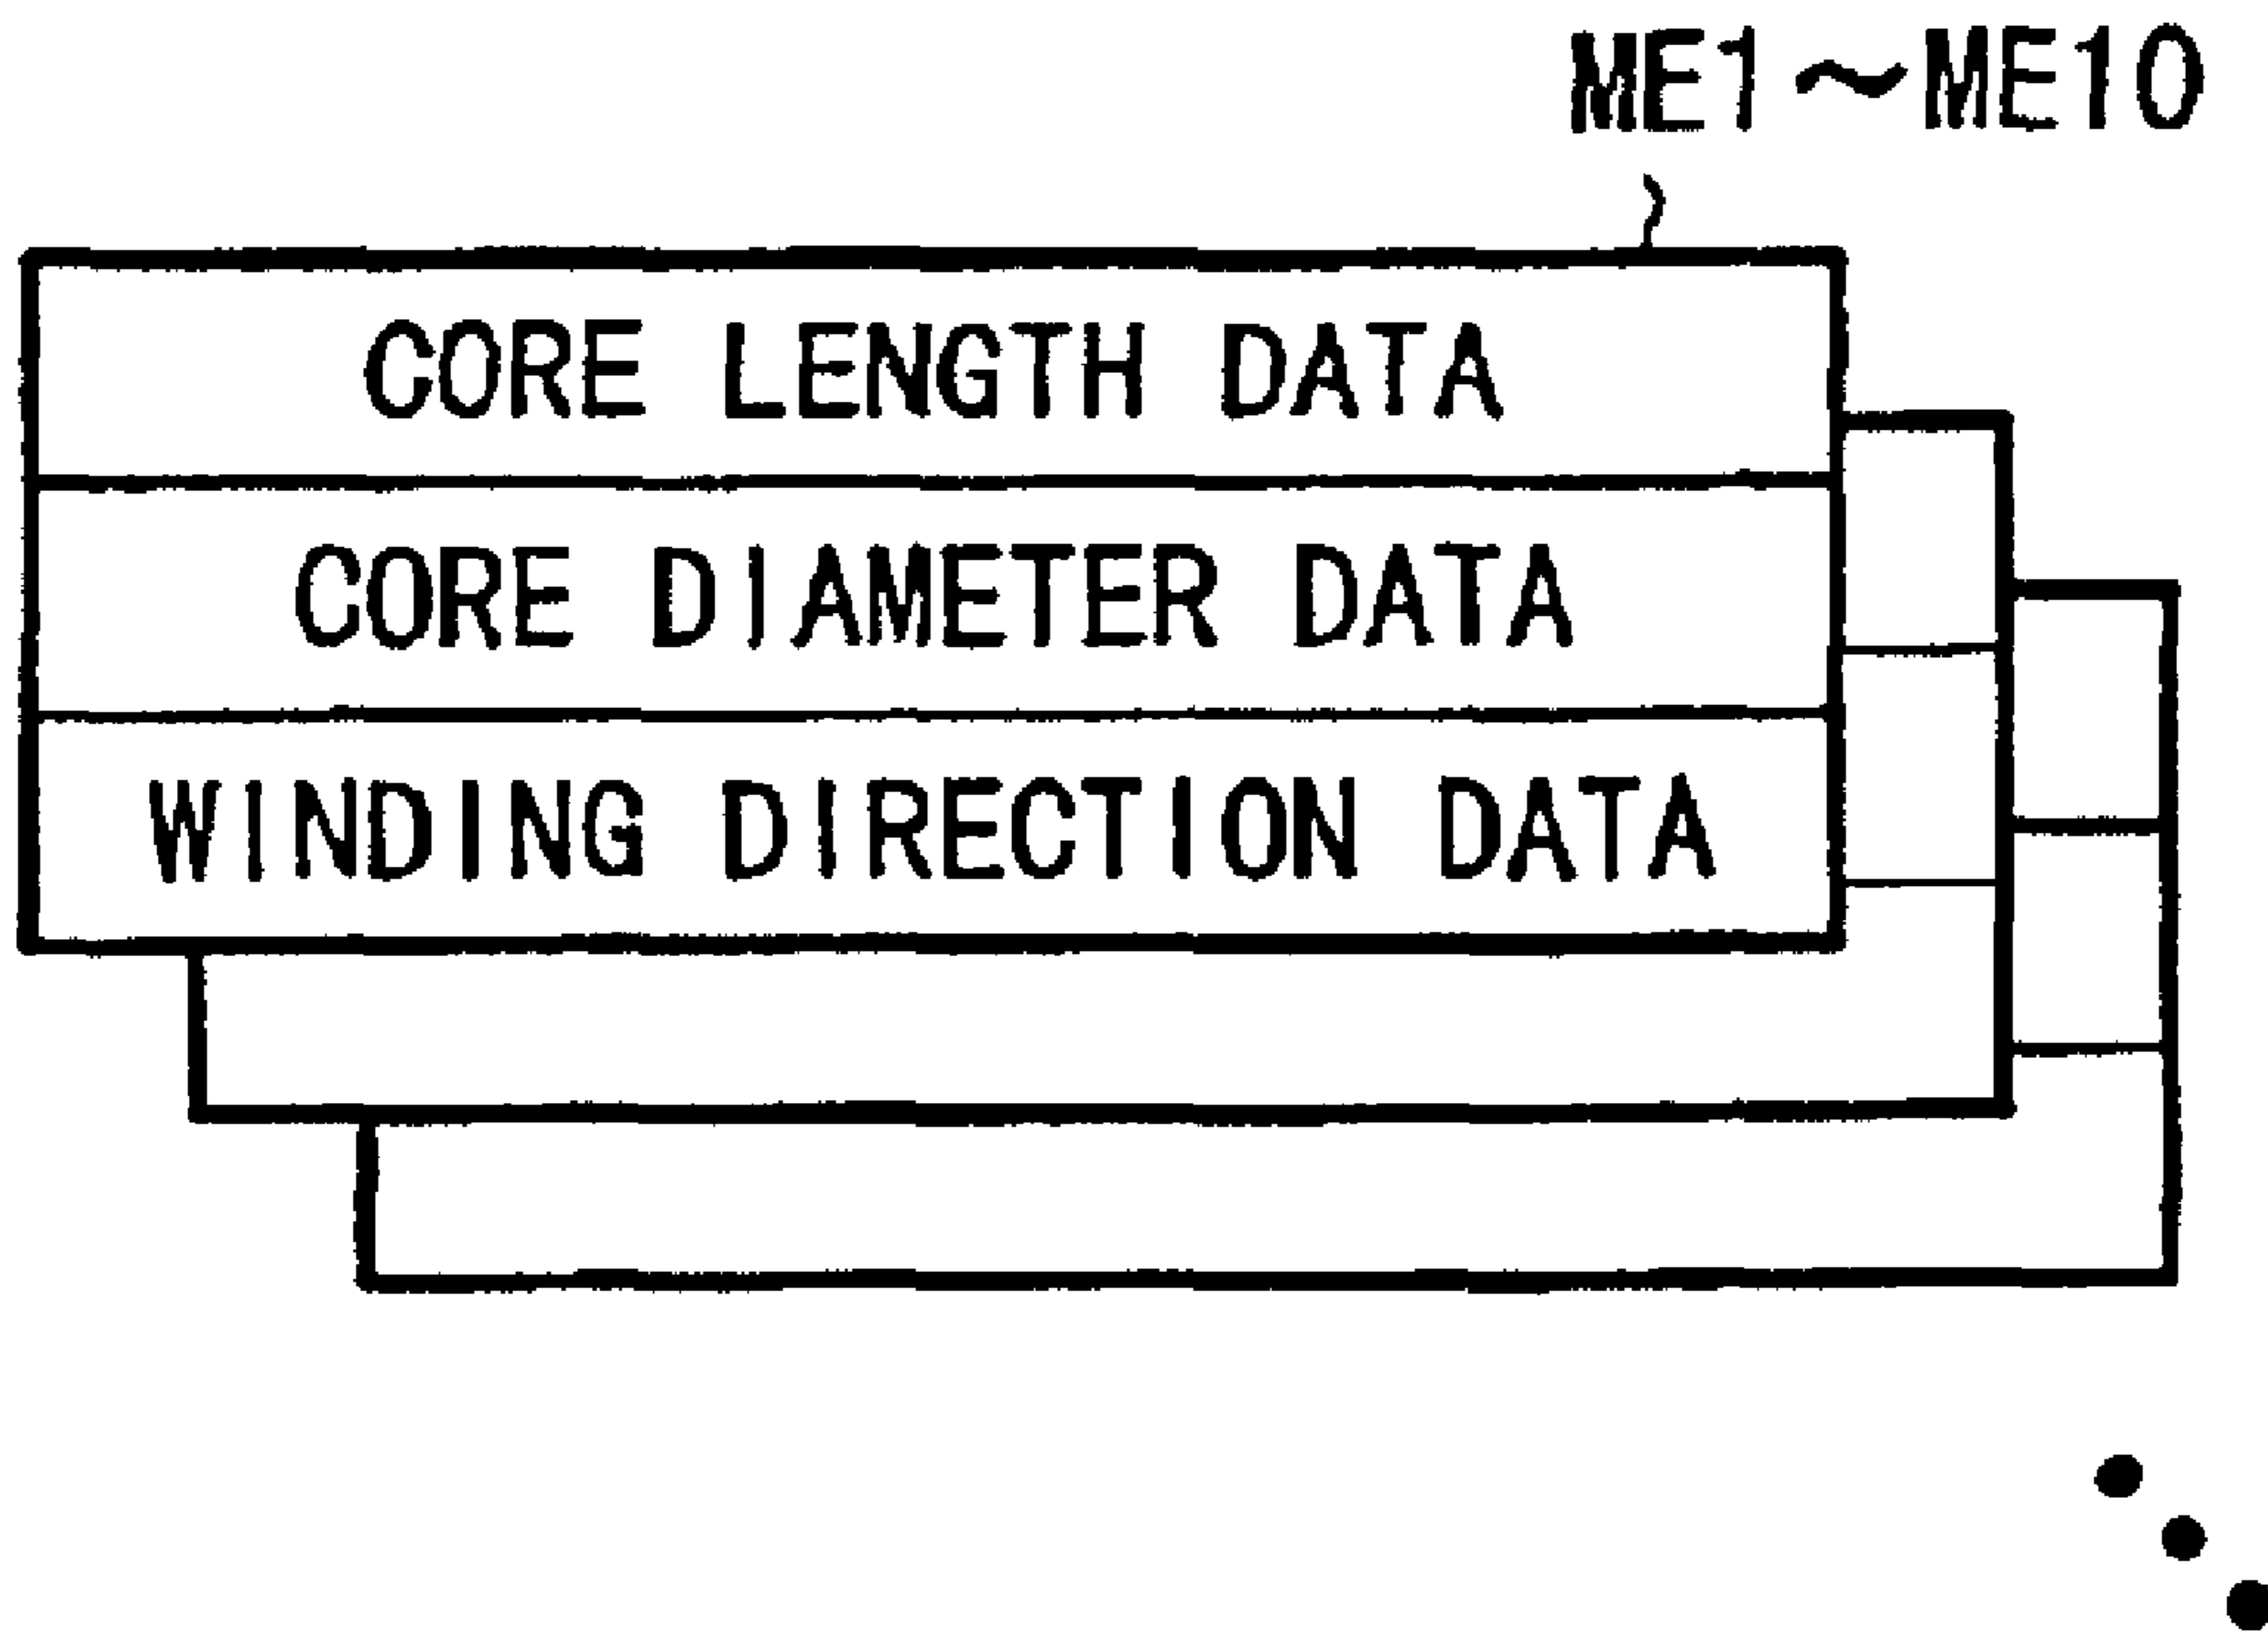 ME1~ME10
CORE LENGTH DATA
CORE DIAMETER DATA
WINDING DIRECTION DATA